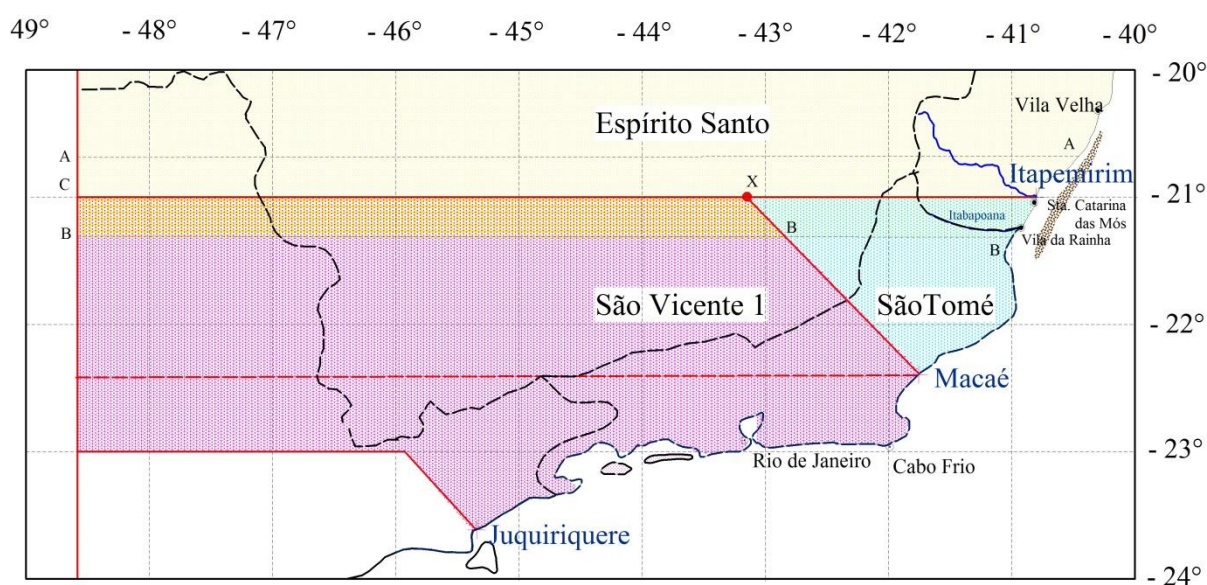 49° - 48° - 47° - 46° - 45° - 44° - 43° - 42° - 41° - 40°
- 20°
Vila Velha
Espírito Santo
A
A
Itapemirim
C
X
- 21°
Sta. Catarina
das Mós
Itabapoana
B
B
B
Vila da Rainha
São Vicente 1
SãoTomé
- 22°
Macaé
- 23°
Rio de Janeiro
Cabo Frio
Juquiriquere
- 24°